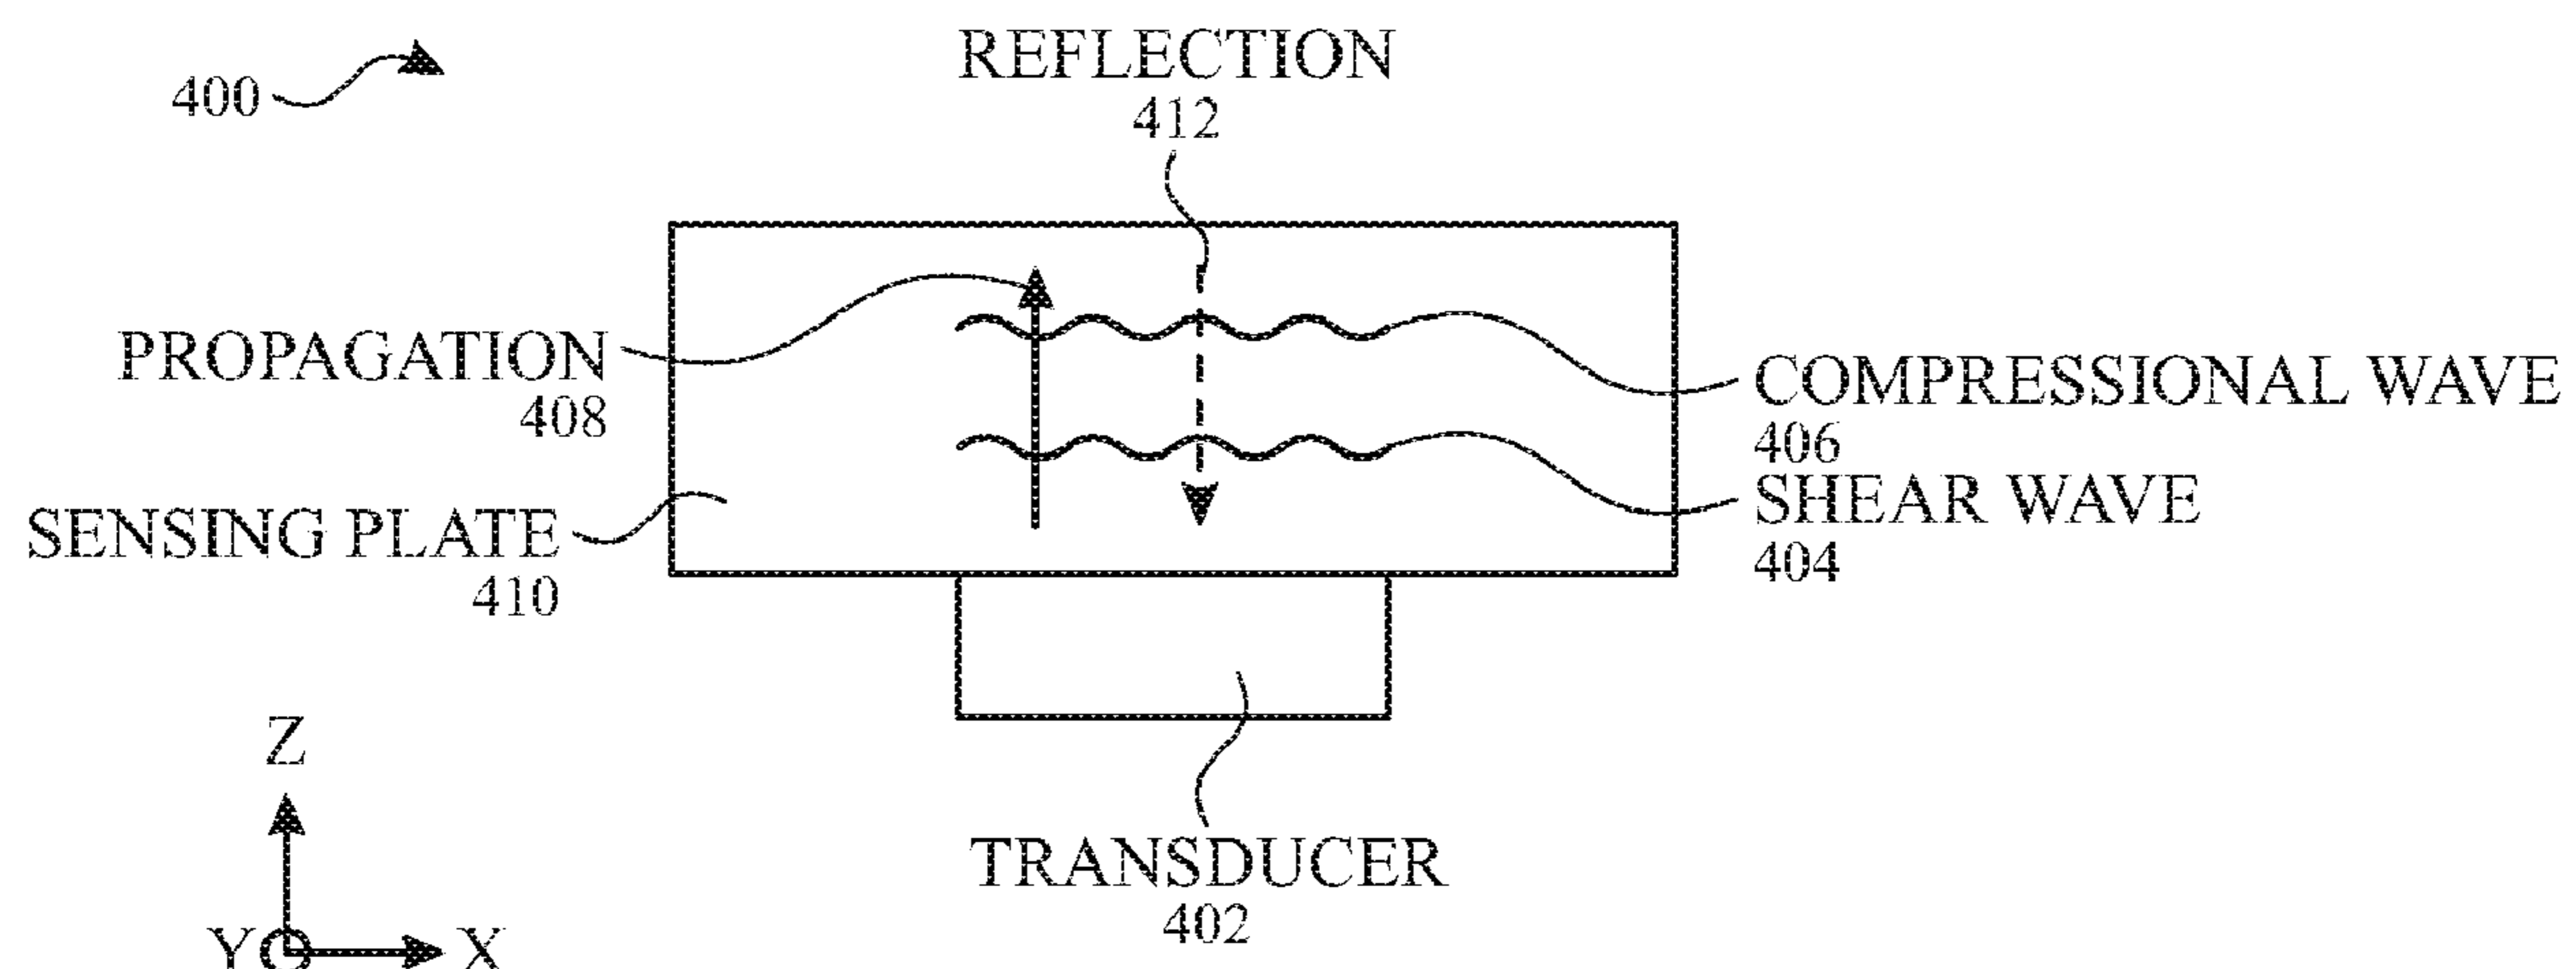 REFLECTION
412
400
PROPAGATION
408
COMPRESSIONAL WAVE
406
SHEAR WAVE
404
SENSING PLATE
410
TRANSDUCER
402
Z
Y X